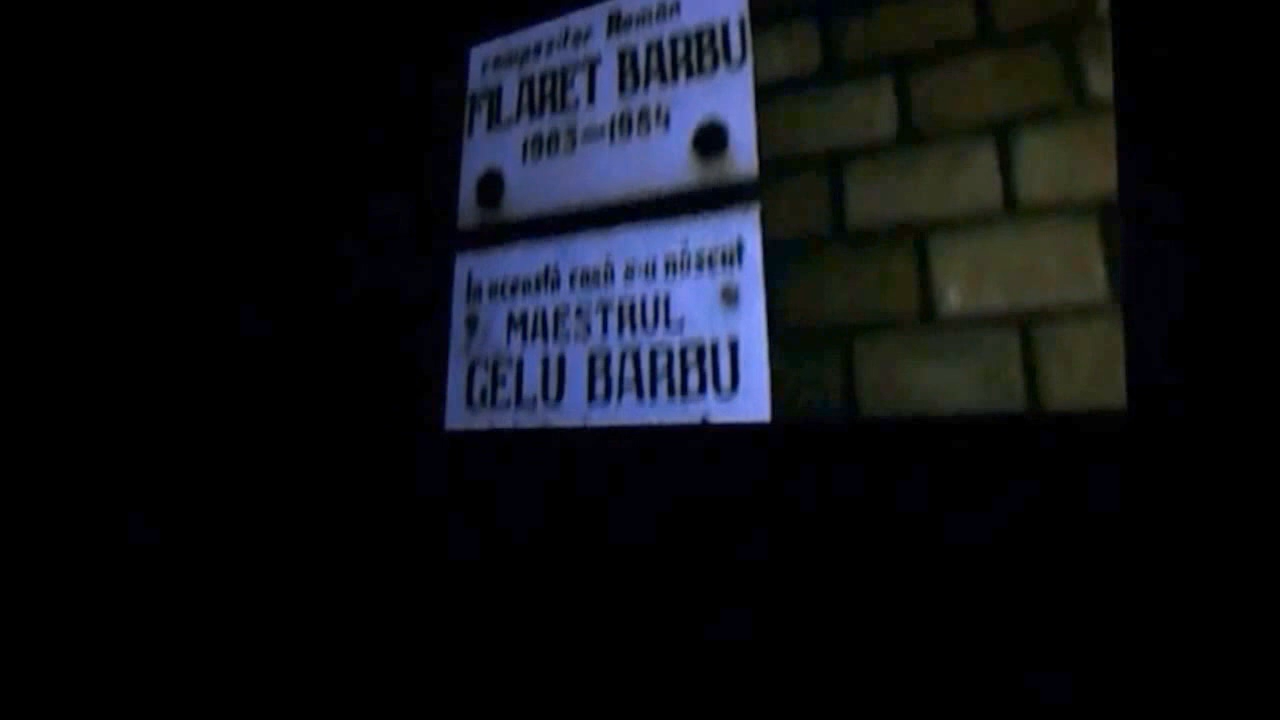 compozitor Român
FILARET BARBU
1903-1984
În această casă s-a născut
MAESTRUL
GELU BARBU